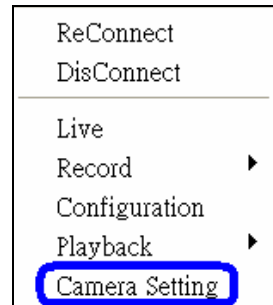 ReConnect
DisConnect
Live
Record
Configuration
Playback
Camera Setting